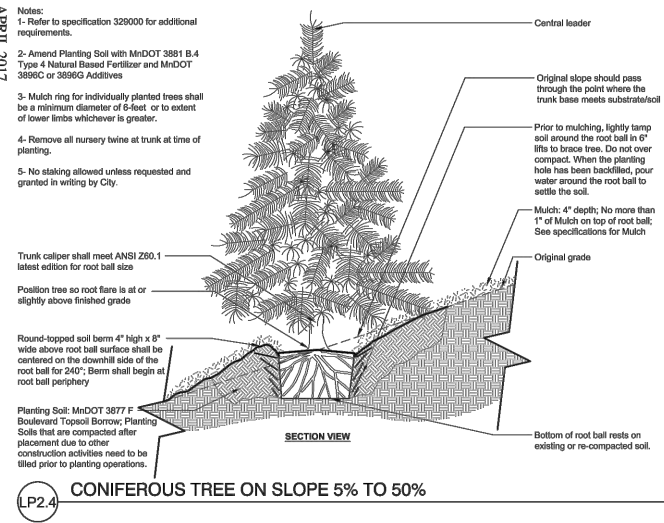 APRIL 2017
Notes:
1- Refer to specification 329000 for additional
requirements.
2- Amend Planting Soil with MnDOT 3881 B.4
Type 4 Natural Based Fertilizer and MnDOT
3896C or 3896G Additives
3- Mulch ring for individually planted trees shall
be a minimum diameter of 6-feet or to extent
of lower limbs whichever is greater.
4- Remove all nursery twine at trunk at time of
planting.
5- No staking allowed unless requested and
granted in writing by City.
Trunk caliper shall meet ANSI Z60.1
latest edition for root ball size
Position tree so root flare is at or
slightly above finished grade
Round-topped soil berm 4" high x 8"
wide above root ball surface shall be
centered on the downhill side of the
root ball for 240°; Berm shall begin at
root ball periphery
Planting Soil: MnDOT 3877 F
Boulevard Topsoil Borrow; Planting
Soils that are compacted after
placement due to other
construction activities need to be
tilled prior to planting operations.
Central leader
Original slope should pass
through the point where the
trunk base meets substrate/soil
Prior to mulching, lightly tamp
soil around the root ball in 6"
lifts to brace tree. Do not over
compact. When the planting
hole has been backfilled, pour
water around the root ball to
settle the soil.
Mulch: 4" depth; No more than
1" of Mulch on top of root ball;
See specifications for Mulch
Original grade
Bottom of root ball rests on
existing or re-compacted soil.
SECTION VIEW
LP2.4
CONIFEROUS TREE ON SLOPE 5% TO 50%